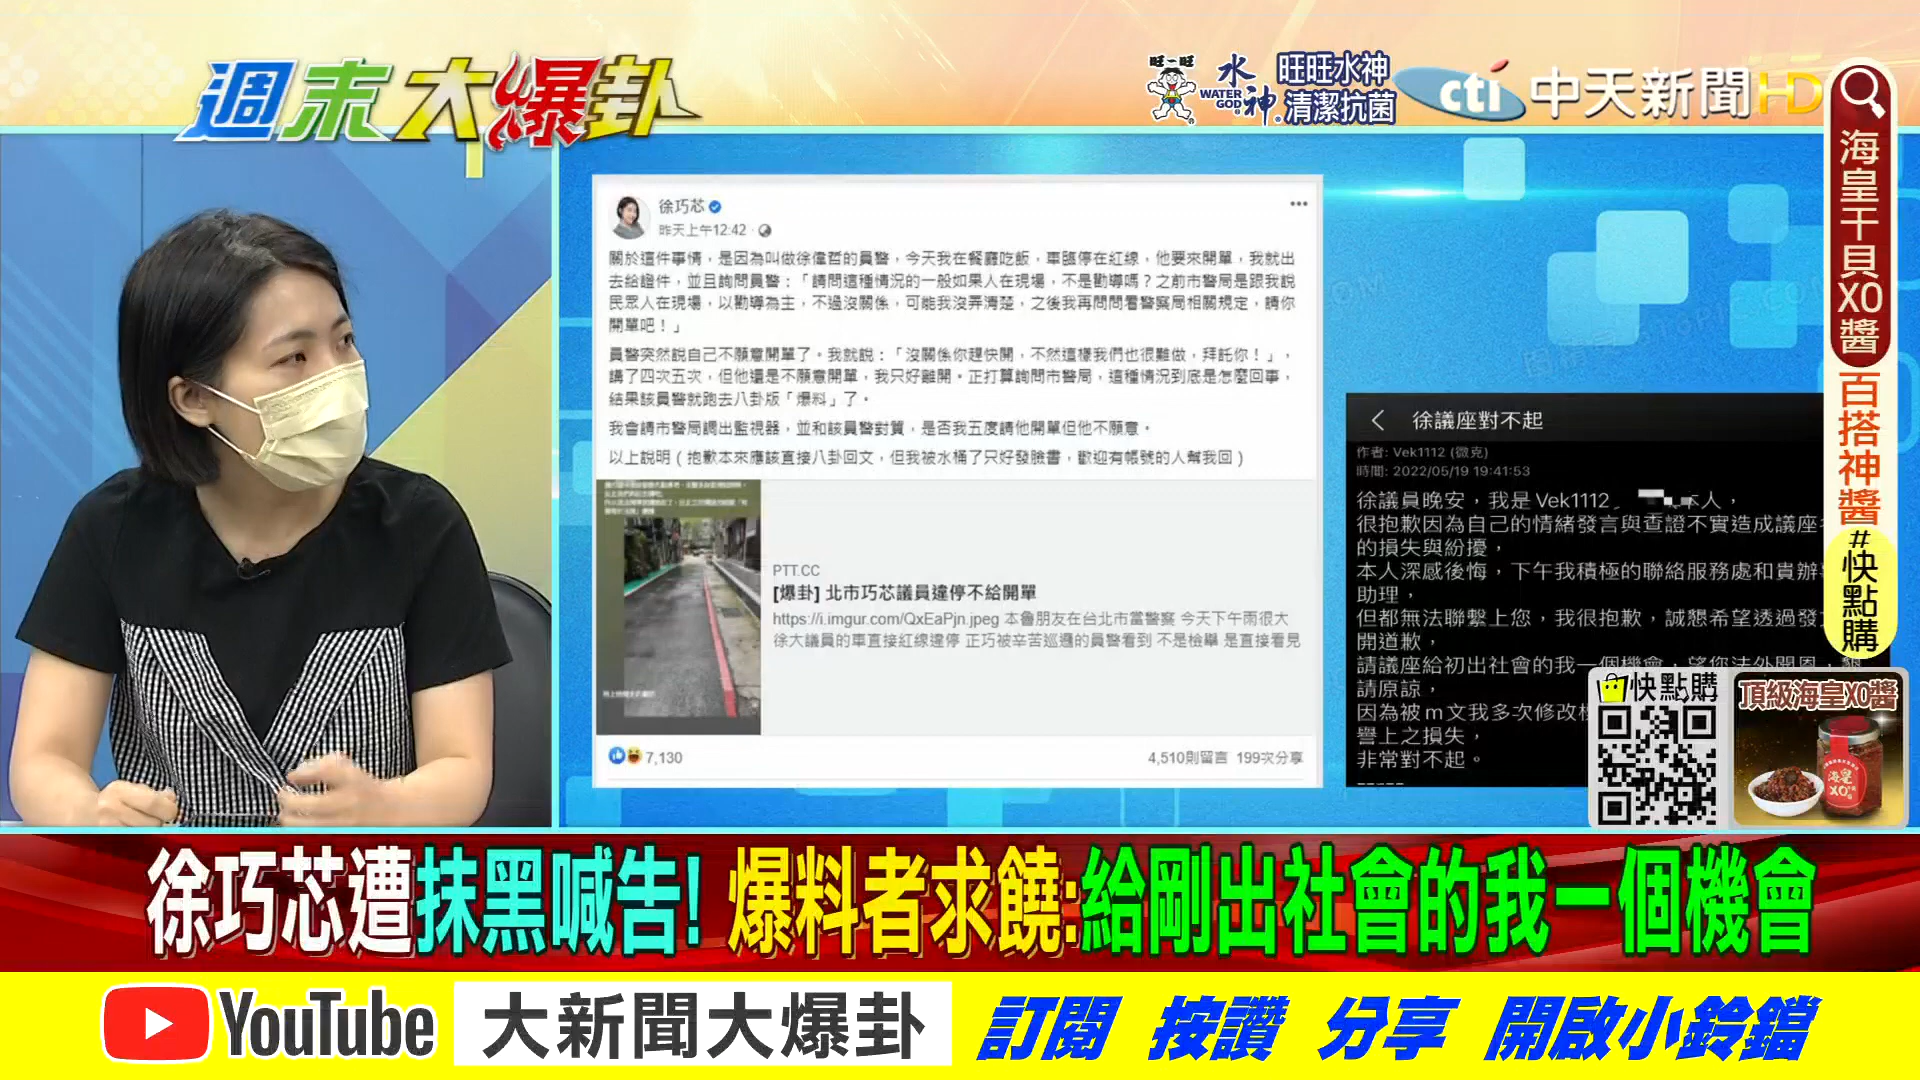 週末大爆卦
旺一旺
WATER GOD
水神
旺旺水神
清潔抗菌
cti 中天新聞HD
海皇干貝XO醬
百搭神醬
#快點購
徐巧芯
昨天上午12:42
關於這件事情，是因為叫做徐偉哲的員警，今天我在餐廳吃飯，車臨停在紅線，他要來開單，我就出
去給證件，並且詢問員警：「請問這種情況的一般如果人在現場，不是勸導嗎？之前市警局是跟我說
民眾人在現場，以勸導為主，不過沒關係，可能我沒弄清楚，之後我再問問看警察局相關規定，請你
開單吧！」
員警突然說自己不願意開單了。我就說：「沒關係你趕快開，不然這樣我們也很難做，拜託你！」，
講了四次五次，但他還是不願意開單，我只好離開。正打算詢問市警局，這種情況到底是怎麼回事，
結果該員警就跑去八卦版「爆料」了。
我會請市警局調出監視器，並和該員警對質，是否我五度請他開單但他不願意。
以上說明（抱歉本來應該直接八卦回文，但我被水桶了只好發臉書，歡迎有帳號的人幫我回）
PTT.CC
[爆卦] 北市巧芯議員違停不給開單
https://i.imgur.com/QxEaPjn.jpeg 本魯朋友在台北市當警察 今天下午雨很大
徐大議員的車直接紅線違停 正巧被辛苦巡邏的員警看到 不是檢舉 是直接看見
7,130
4,510則留言 199次分享
徐議座對不起
作者: Vek1112 (微克)
時間: 2022/05/19 19:41:53
徐議員晚安，我是 Vek1112 本人，
很抱歉因為自己的情緒發言與查證不實造成議座
的損失與紛擾，
本人深感後悔，下午我積極的聯絡服務處和貴辦
助理，
但都無法聯繫上您，我很抱歉，誠懇希望透過發
開道歉，
請議座給初出社會的我一個機會，望您法外開恩，懇
請原諒，
因為被m文我多次修改
譽上之損失，
非常對不起。
快點購
頂級海皇XO醬
海皇
XO
徐巧芯遭抹黑喊告! 爆料者求饒:給剛出社會的我一個機會
YouTube 大新聞大爆卦 訂閱 按讚 分享 開啟小鈴鐺